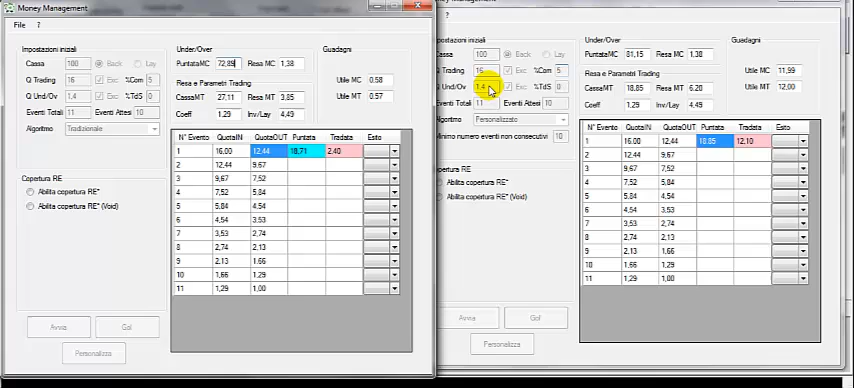 Money Management
File ?
Impostazioni iniziali
Cassa 100 Back Lay
Q Trading 16 Exc %Com 5
Q Und/Ov 1,4 Exc %TdS 0
Eventi Totali 11 Eventi Attesi 10
Algoritmo Tradizionale
Under/Over
PuntataMC 72,85 Resa MC 1,38
Resa e Parametri Trading
CassaMT 27,11 Resa MT 3,85
Coeff 1,29 Inv/Lay 4,49
Guadagni
Utile MC 0.58
Utile MT 0.57
Copertura RE
Abilita copertura RE*
Abilita copertura RE* (Void)
Avvia Go!
Personalizza
N° Evento QuotaIN QuotaOUT Puntata Tradata Esito
1 16.00 12.44 18,71 2.40
2 12.44 9,67
3 9,67 7,52
4 7,52 5.84
5 5.84 4,54
6 4,54 3,53
7 3,53 2,74
8 2,74 2,13
9 2.13 1.66
10 1,66 1,29
11 1,29 1,00
?
postazioni iniziali
Cassa 100 Back Lay
Q Trading 16 Exc %Com 5
Q Und/Ov 1,4 Exc %TdS 0
Eventi Totali 11 Eventi Attesi 10
Algoritmo Personalizzato
Minimo numero eventi non consecutivi 10
Under/Over
PuntataMC 81,15 Resa MC 1,38
Resa e Parametri Trading
CassaMT 18,85 Resa MT 6.20
Coeff 1,29 Inv/Lay 4,49
Guadagni
Utile MC 11,99
Utile MT 12,00
opertura RE
Abilita copertura RE*
Abilita copertura RE* (Void)
Avvia Go!
Personalizza
N° Evento QuotaIN QuotaOUT Puntata Tradata Esto
1 16.00 12,44 18,85 12,10
2 12.44 9,67
3 9,67 7,52
4 7,52 5,84
5 5,84 4,54
6 4,54 3,53
7 3,53 2,74
8 2,74 2,13
9 2,13 1,66
10 1,66 1,29
11 1,29 1,00